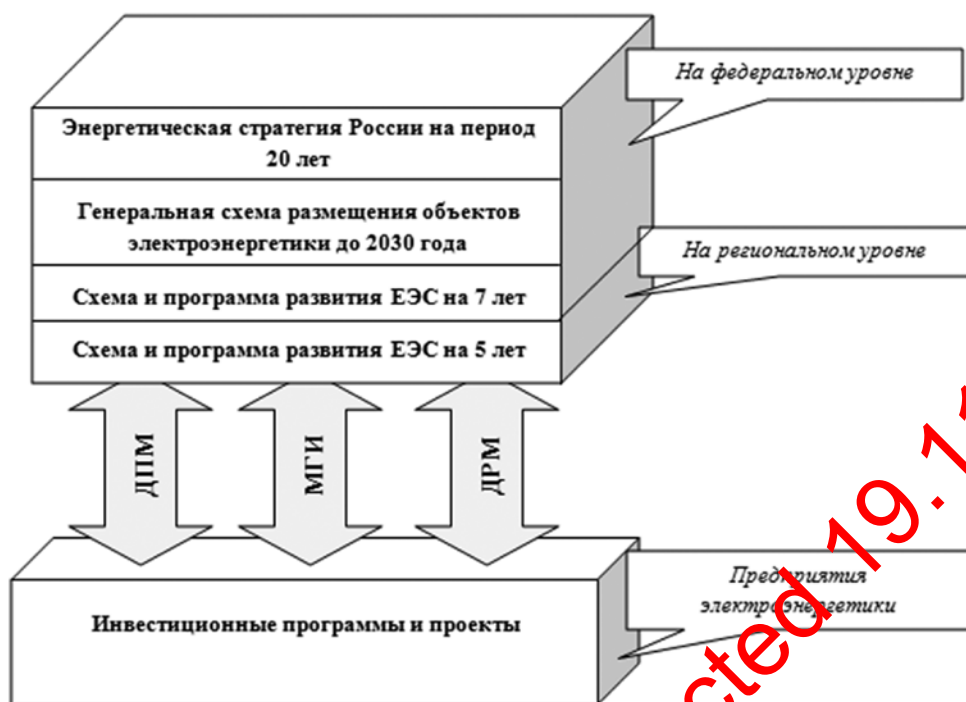 На федеральном уровне
Энергетическая стратегия России на период
20 лет
Генеральная схема размещения объектов
электроэнергетики до 2030 года
На региональном уровне
Схема и программа развития ЕЭС на 7 лет
Схема и программа развития ЕЭС на 5 лет
ДПМ
МГИ
ДРМ
Предприятия
электроэнергетики
Инвестиционные программы и проекты